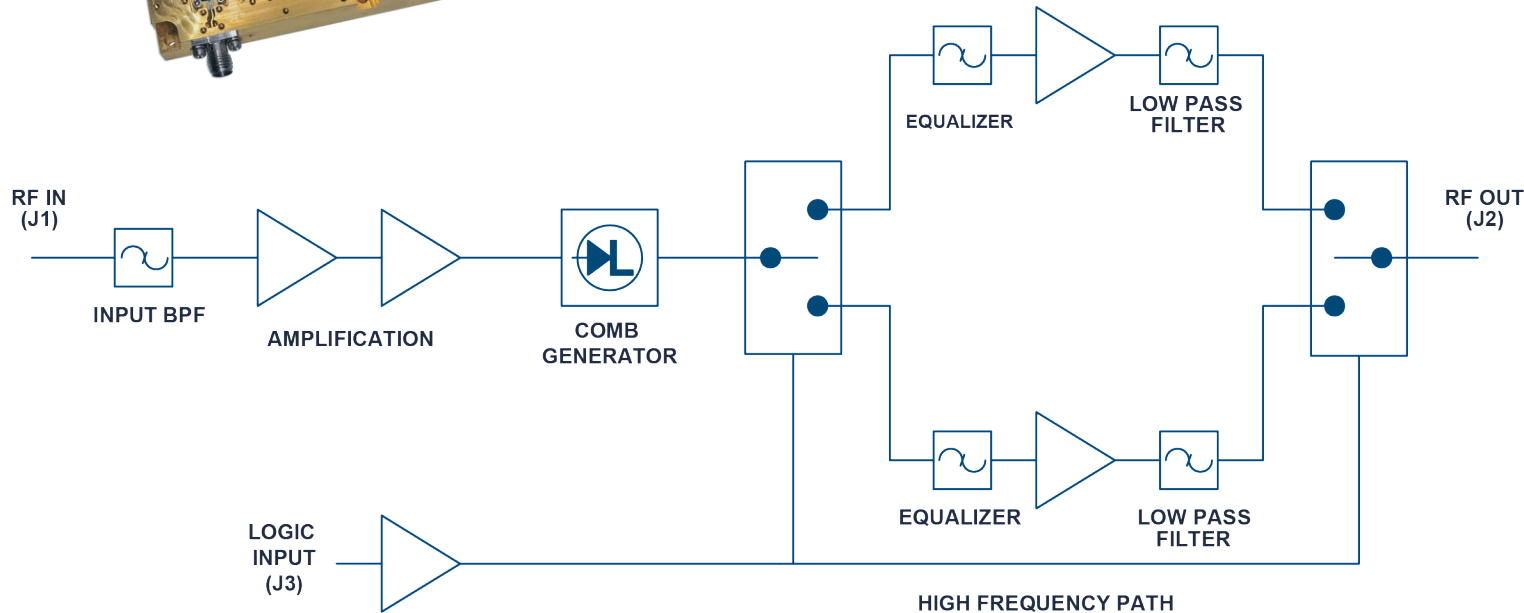 EQUALIZER
LOW PASS
FILTER
RF IN
(J1)
RF OUT
(J2)
INPUT BPF
AMPLIFICATION
COMB
GENERATOR
EQUALIZER
LOW PASS
FILTER
LOGIC
INPUT
(J3)
HIGH FREQUENCY PATH